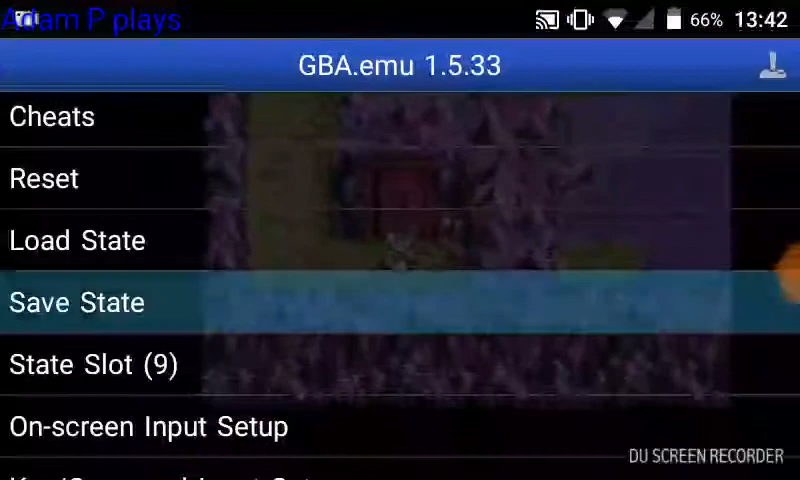 Adam P plays
66% 13:42
GBA.emu 1.5.33
Cheats
Reset
Load State
Save State
State Slot (9)
On-screen Input Setup
DU SCREEN RECORDER